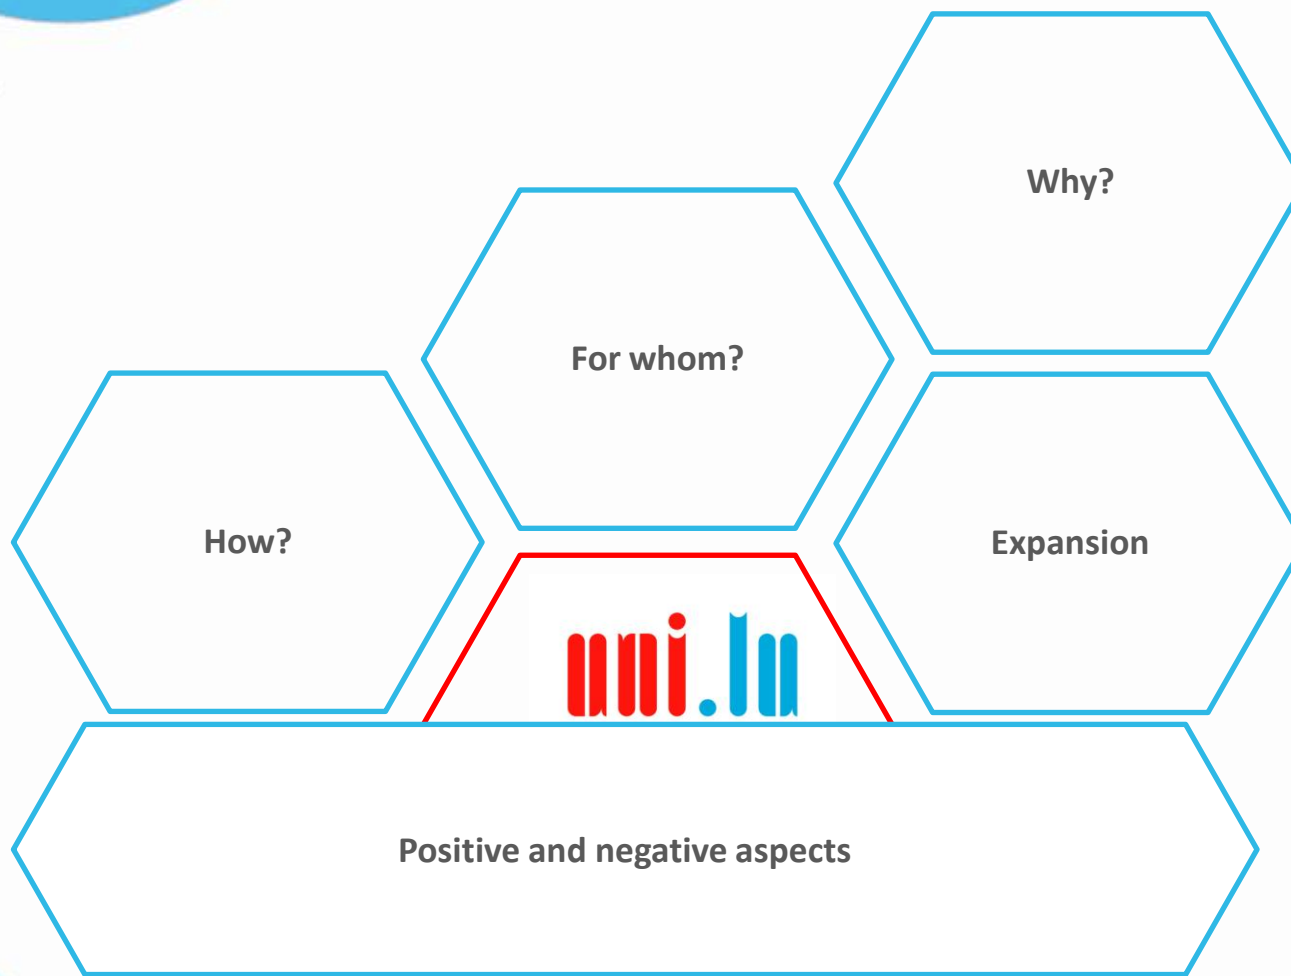 Why?
For whom?
How?
Expansion
uni.lu
Positive and negative aspects